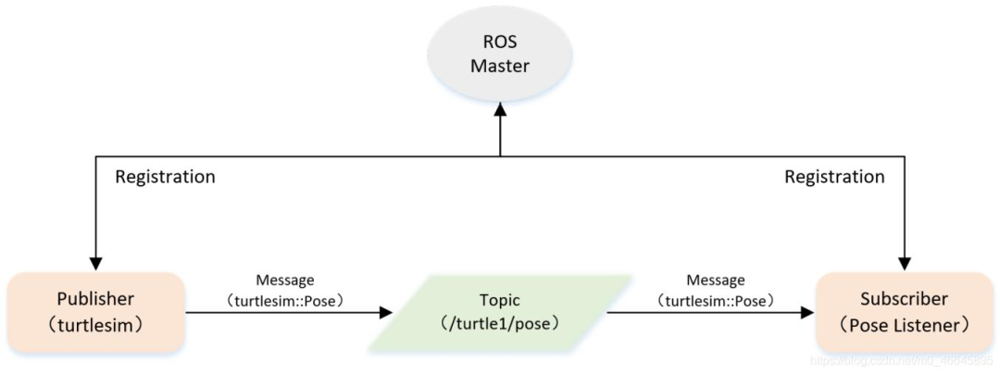 ROS
Master
Registration
Registration
Message
（turtlesim::Pose）
Message
（turtlesim::Pose）
Publisher
（turtlesim）
Topic
（/turtle1/pose）
Subscriber
（Pose Listener）